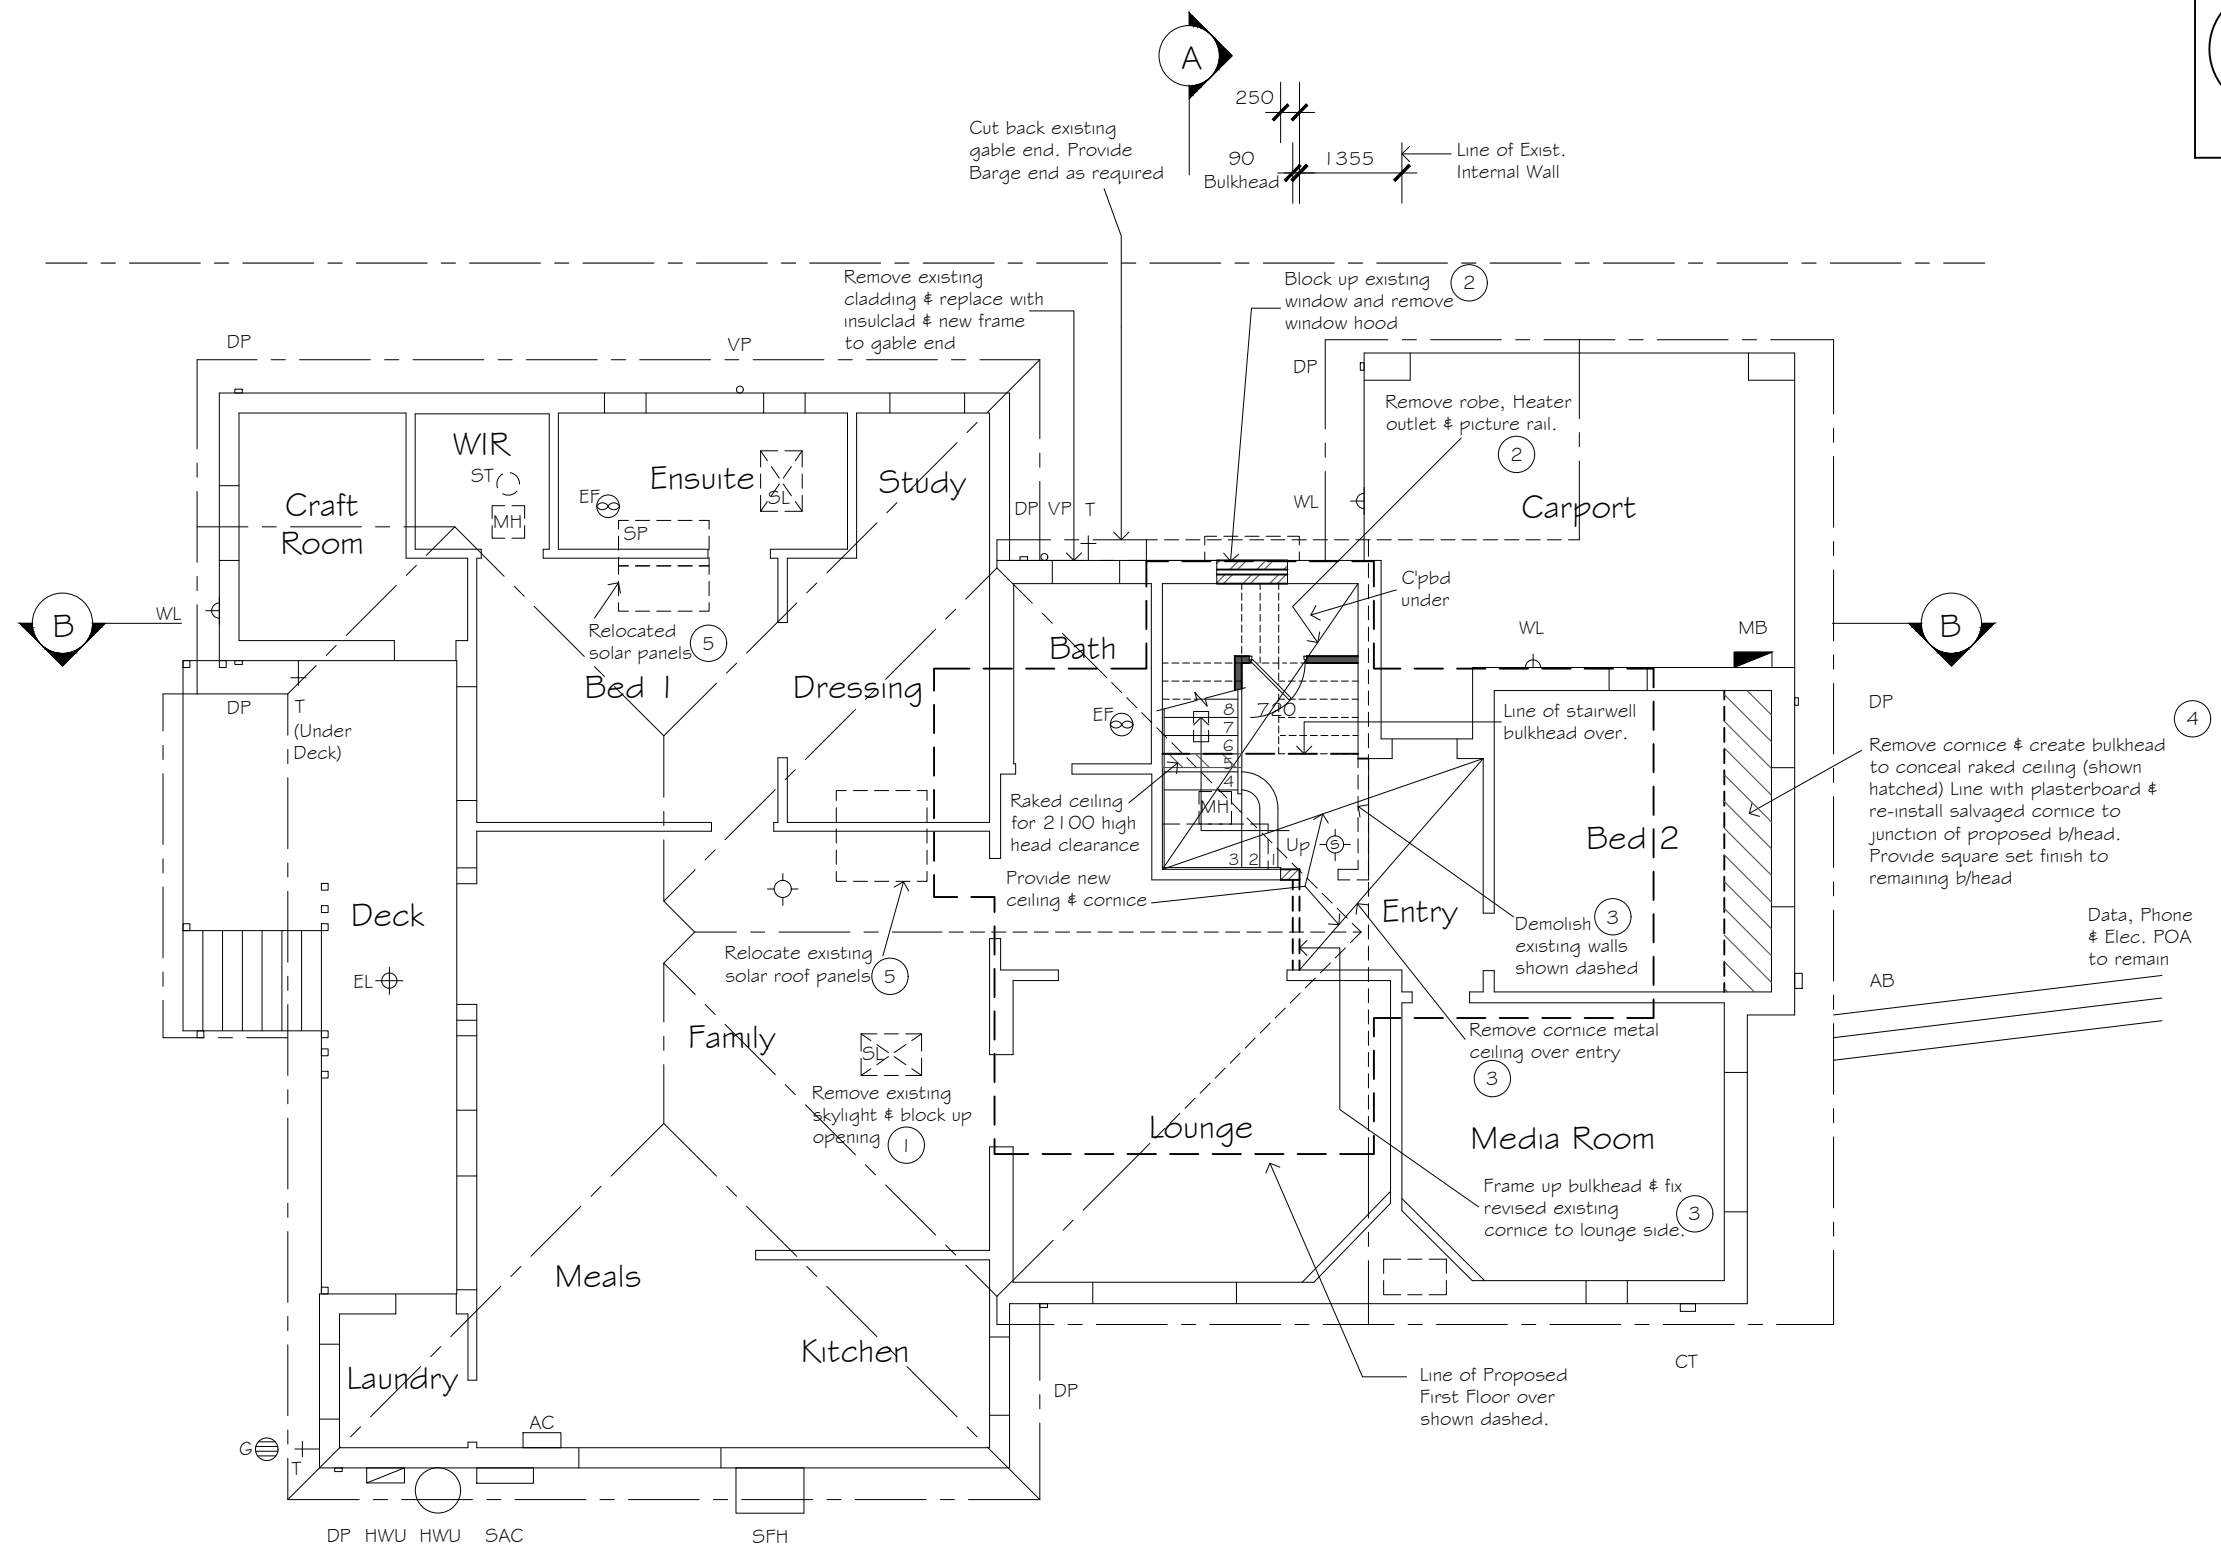 A
250
Cut back existing
gable end. Provide
Barge end as required
90
Bulkhead
1355
Line of Exist.
Internal Wall
Remove existing
cladding & replace with
insulclad & new frame
to gable end
Block up existing
window and remove
window hood
2
DP
VP
DP
Remove robe, Heater
outlet & picture rail.
2
WIR
ST
MH
EF
Ensuite
SL
SP
Study
Craft
Room
DP VP T
WL
Carport
C'pbd
under
B
WL
Relocated
solar panels
5
Bed 1
Dressing
Bath
EF
WL
MB
B
DP
T
(Under
Deck)
8
7
6
5
4
3 2 1
720
MH
Up
S
Line of stairwell
bulkhead over.
DP
4
Remove cornice & create bulkhead
to conceal raked ceiling (shown
hatched) Line with plasterboard &
re-install salvaged cornice to
junction of proposed b/head.
Provide square set finish to
remaining b/head
Raked ceiling
for 2100 high
head clearance
Provide new
ceiling & cornice
Bed 2
Deck
EL
Relocate existing
solar roof panels
5
Entry
Demolish
existing walls
shown dashed
3
Data, Phone
& Elec. POA
to remain
AB
Family
SL
Remove existing
skylight & block up
opening
1
Remove cornice metal
ceiling over entry
3
Lounge
Media Room
Frame up bulkhead & fix
revised existing
cornice to lounge side.
3
Meals
Kitchen
Laundry
CT
Line of Proposed
First Floor over
shown dashed.
DP
AC
G
T
DP HWU HWU SAC
SFH